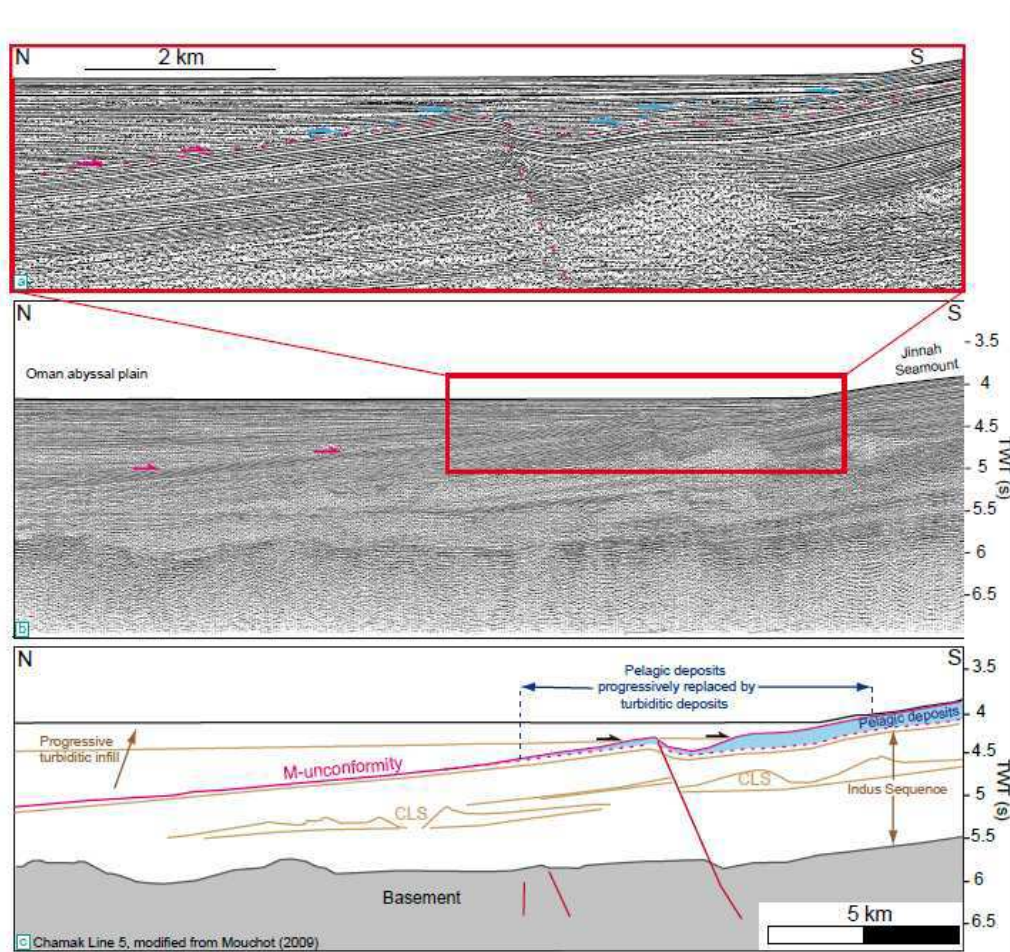 N
2 km
S
a
N
S
3.5
Jinnah
Seamount
Oman abyssal plain
4
4.5
5
TWT (s)
5.5
6
6.5
b
N
S
3.5
Pelagic deposits
progressively replaced by
turbiditic deposits
4
Pelagic deposits
Progressive
turbiditic infill
4.5
M-unconformity
CLS
5
TWT (s)
Indus Sequence
CLS
5.5
6
Basement
5 km
6.5
c Chamak Line 5, modified from Mouchot (2009)